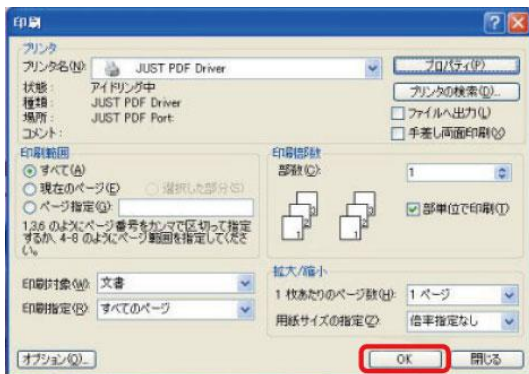 印刷
プリンタ
プリンタ名(N): JUST PDF Driver
プロパティ(P)
状態: アイドリング中
プリンタの検索(D)...
種類: JUST PDF Driver
場所: JUST PDF Port:
ファイルへ出力(L)
コメント:
手差し両面印刷(X)
印刷範囲
すべて(A)
現在のページ(E) 選択した部分(S)
ページ指定(G):
1,3,6 のようにページ番号をカンマで区切って指定
するか、4-8 のようにページ範囲を指定してくださ
い。
印刷部数
部数(C): 1
部単位で印刷(T)
印刷対象(W): 文書
印刷指定(R): すべてのページ
拡大/縮小
1 枚あたりのページ数(H): 1 ページ
用紙サイズの指定(Z): 倍率指定なし
オプション(O)...
OK
閉じる